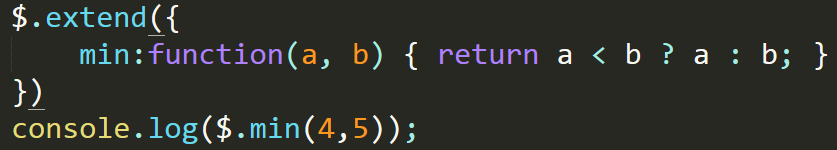 $.extend({
    min:function(a, b) { return a < b ? a : b; }
})
console.log($.min(4,5));